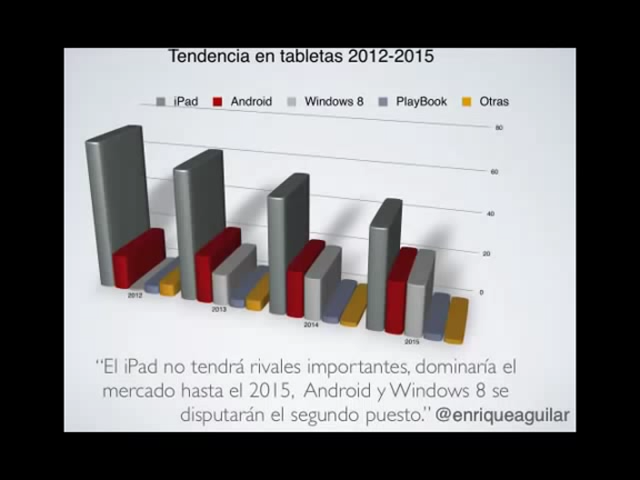 Tendencia en tabletas 2012-2015
iPad Android Windows 8 PlayBook Otras
80
60
40
20
0
2012
2013
2014
2015
“El iPad no tendrá rivales importantes, dominaría el
mercado hasta el 2015, Android y Windows 8 se
disputarán el segundo puesto.” @enriqueaguilar